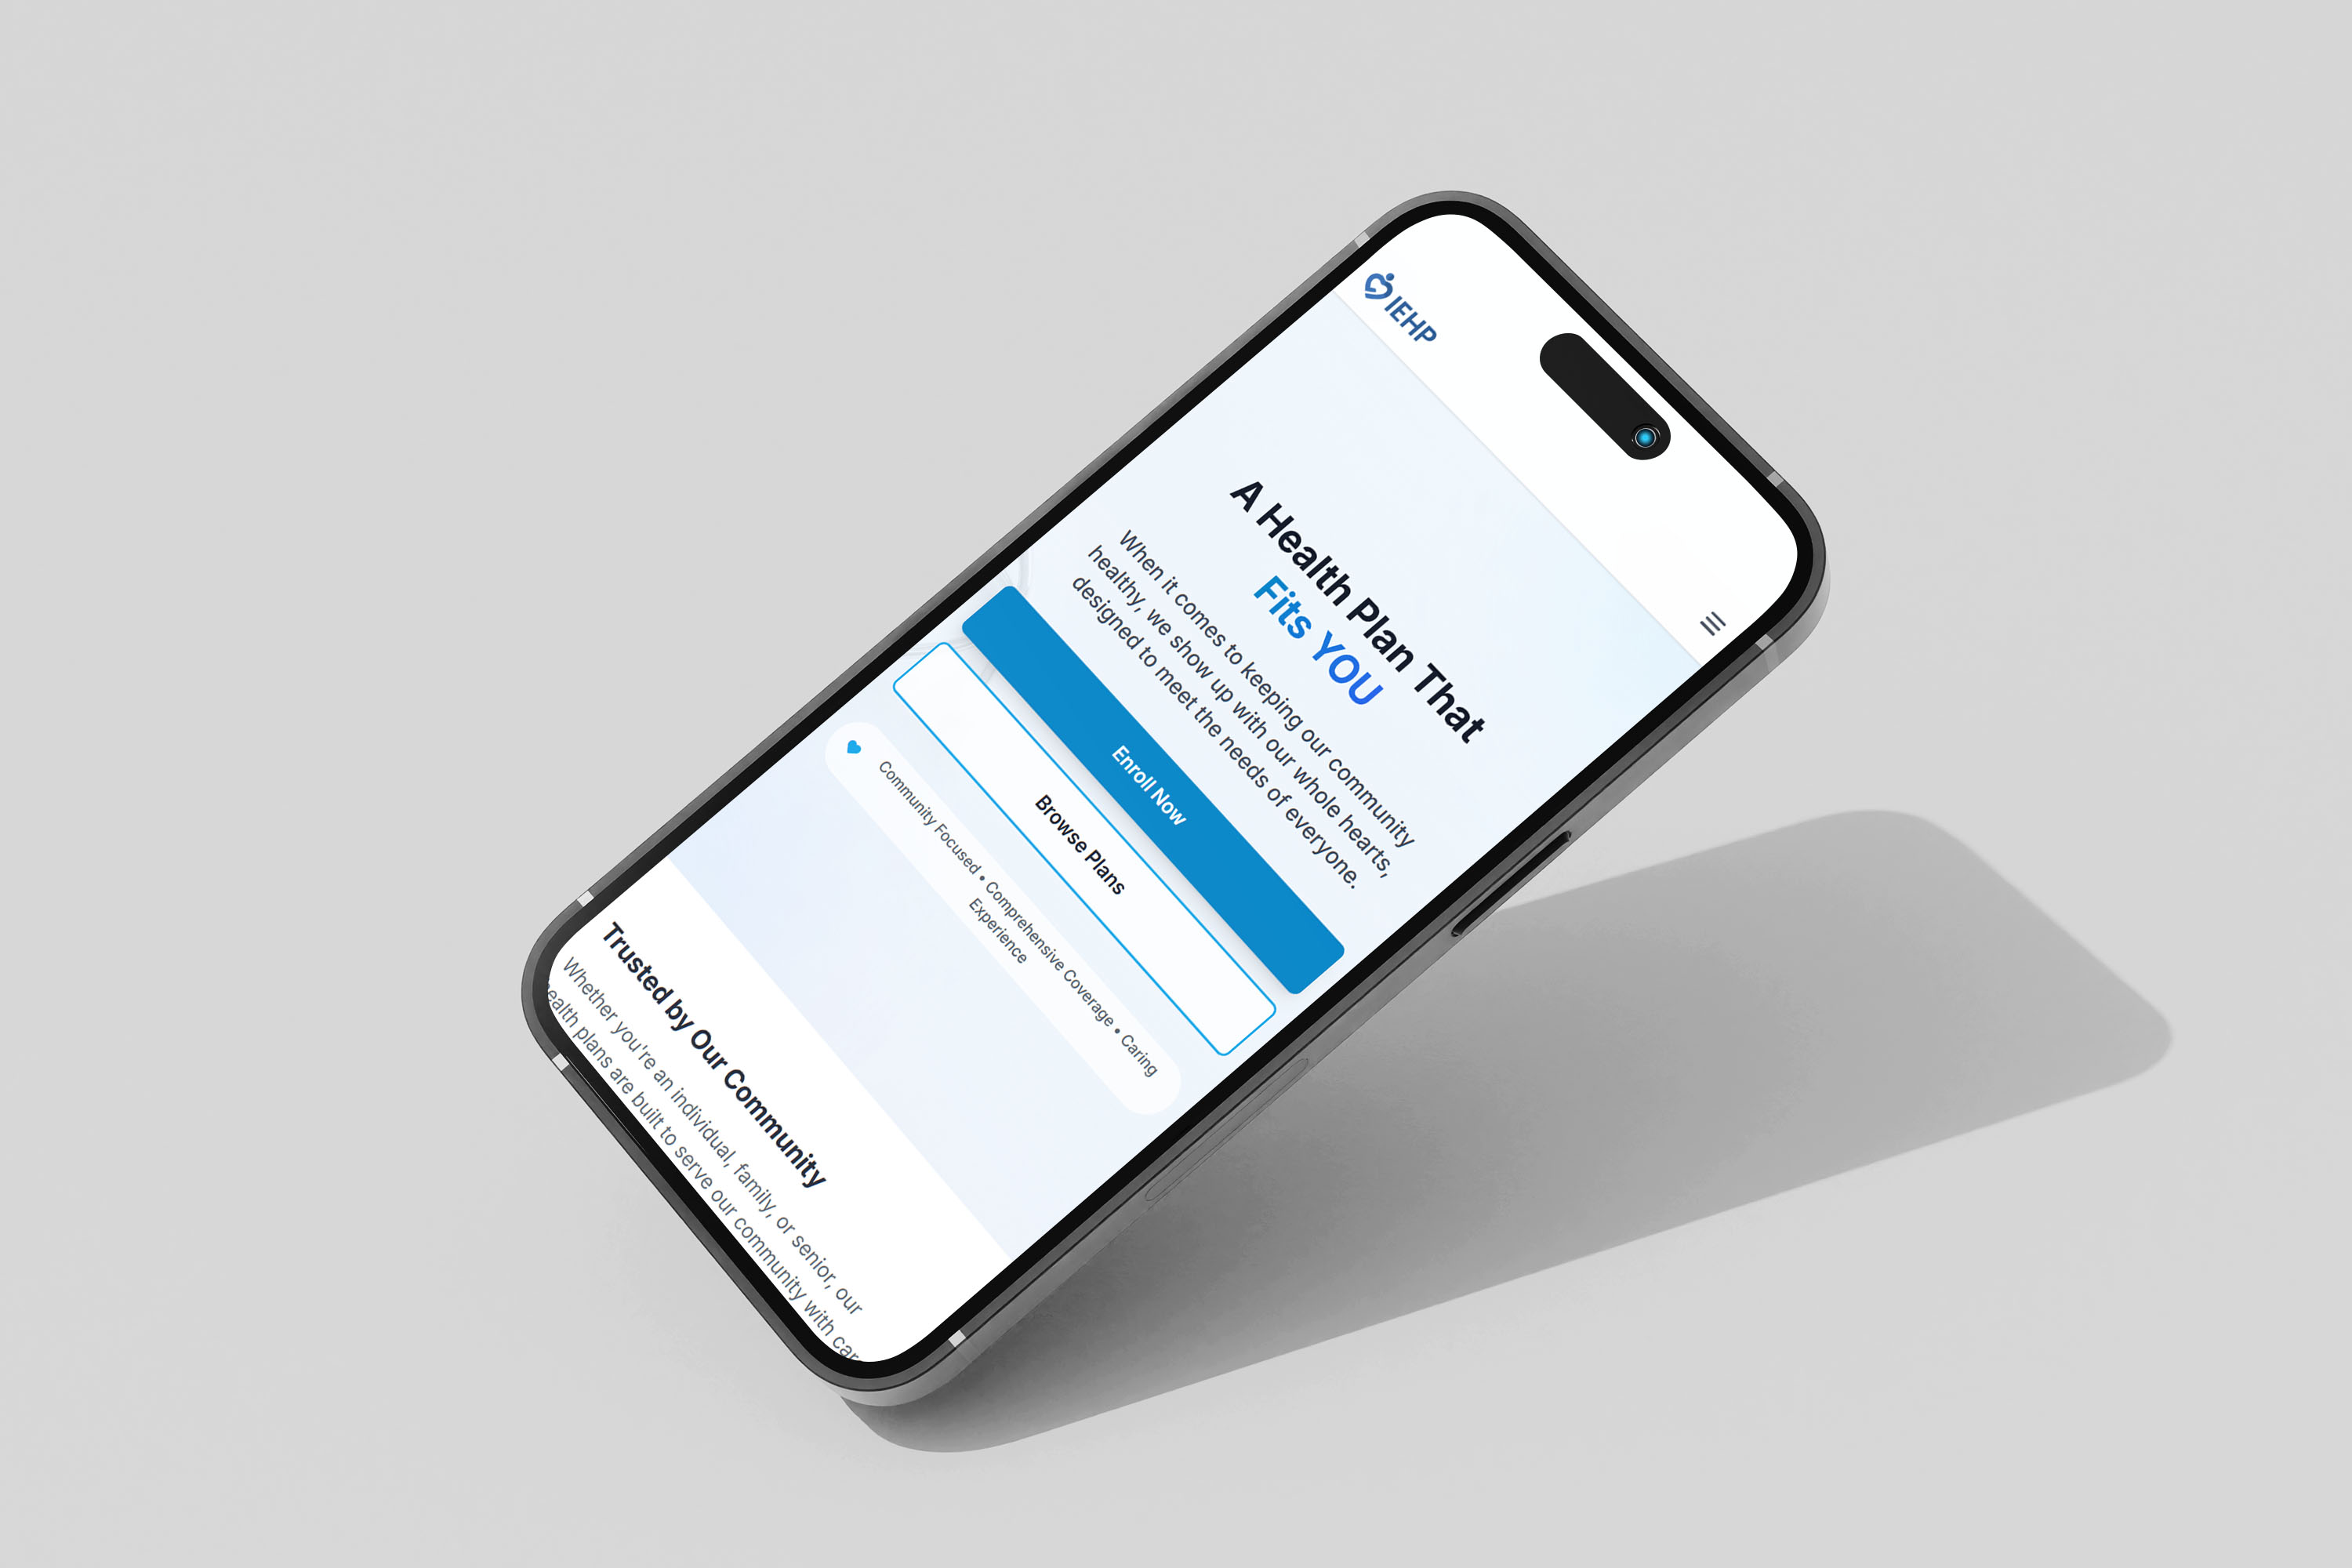 IEHP
A Health Plan That
Fits YOU
When it comes to keeping our community
healthy, we show up with our whole hearts,
designed to meet the needs of everyone.
Enroll Now
Browse Plans
Community Focused • Comprehensive Coverage • Caring
Experience
Trusted by Our Community
Whether you're an individual, family, or senior, our
ealth plans are built to serve our community with car